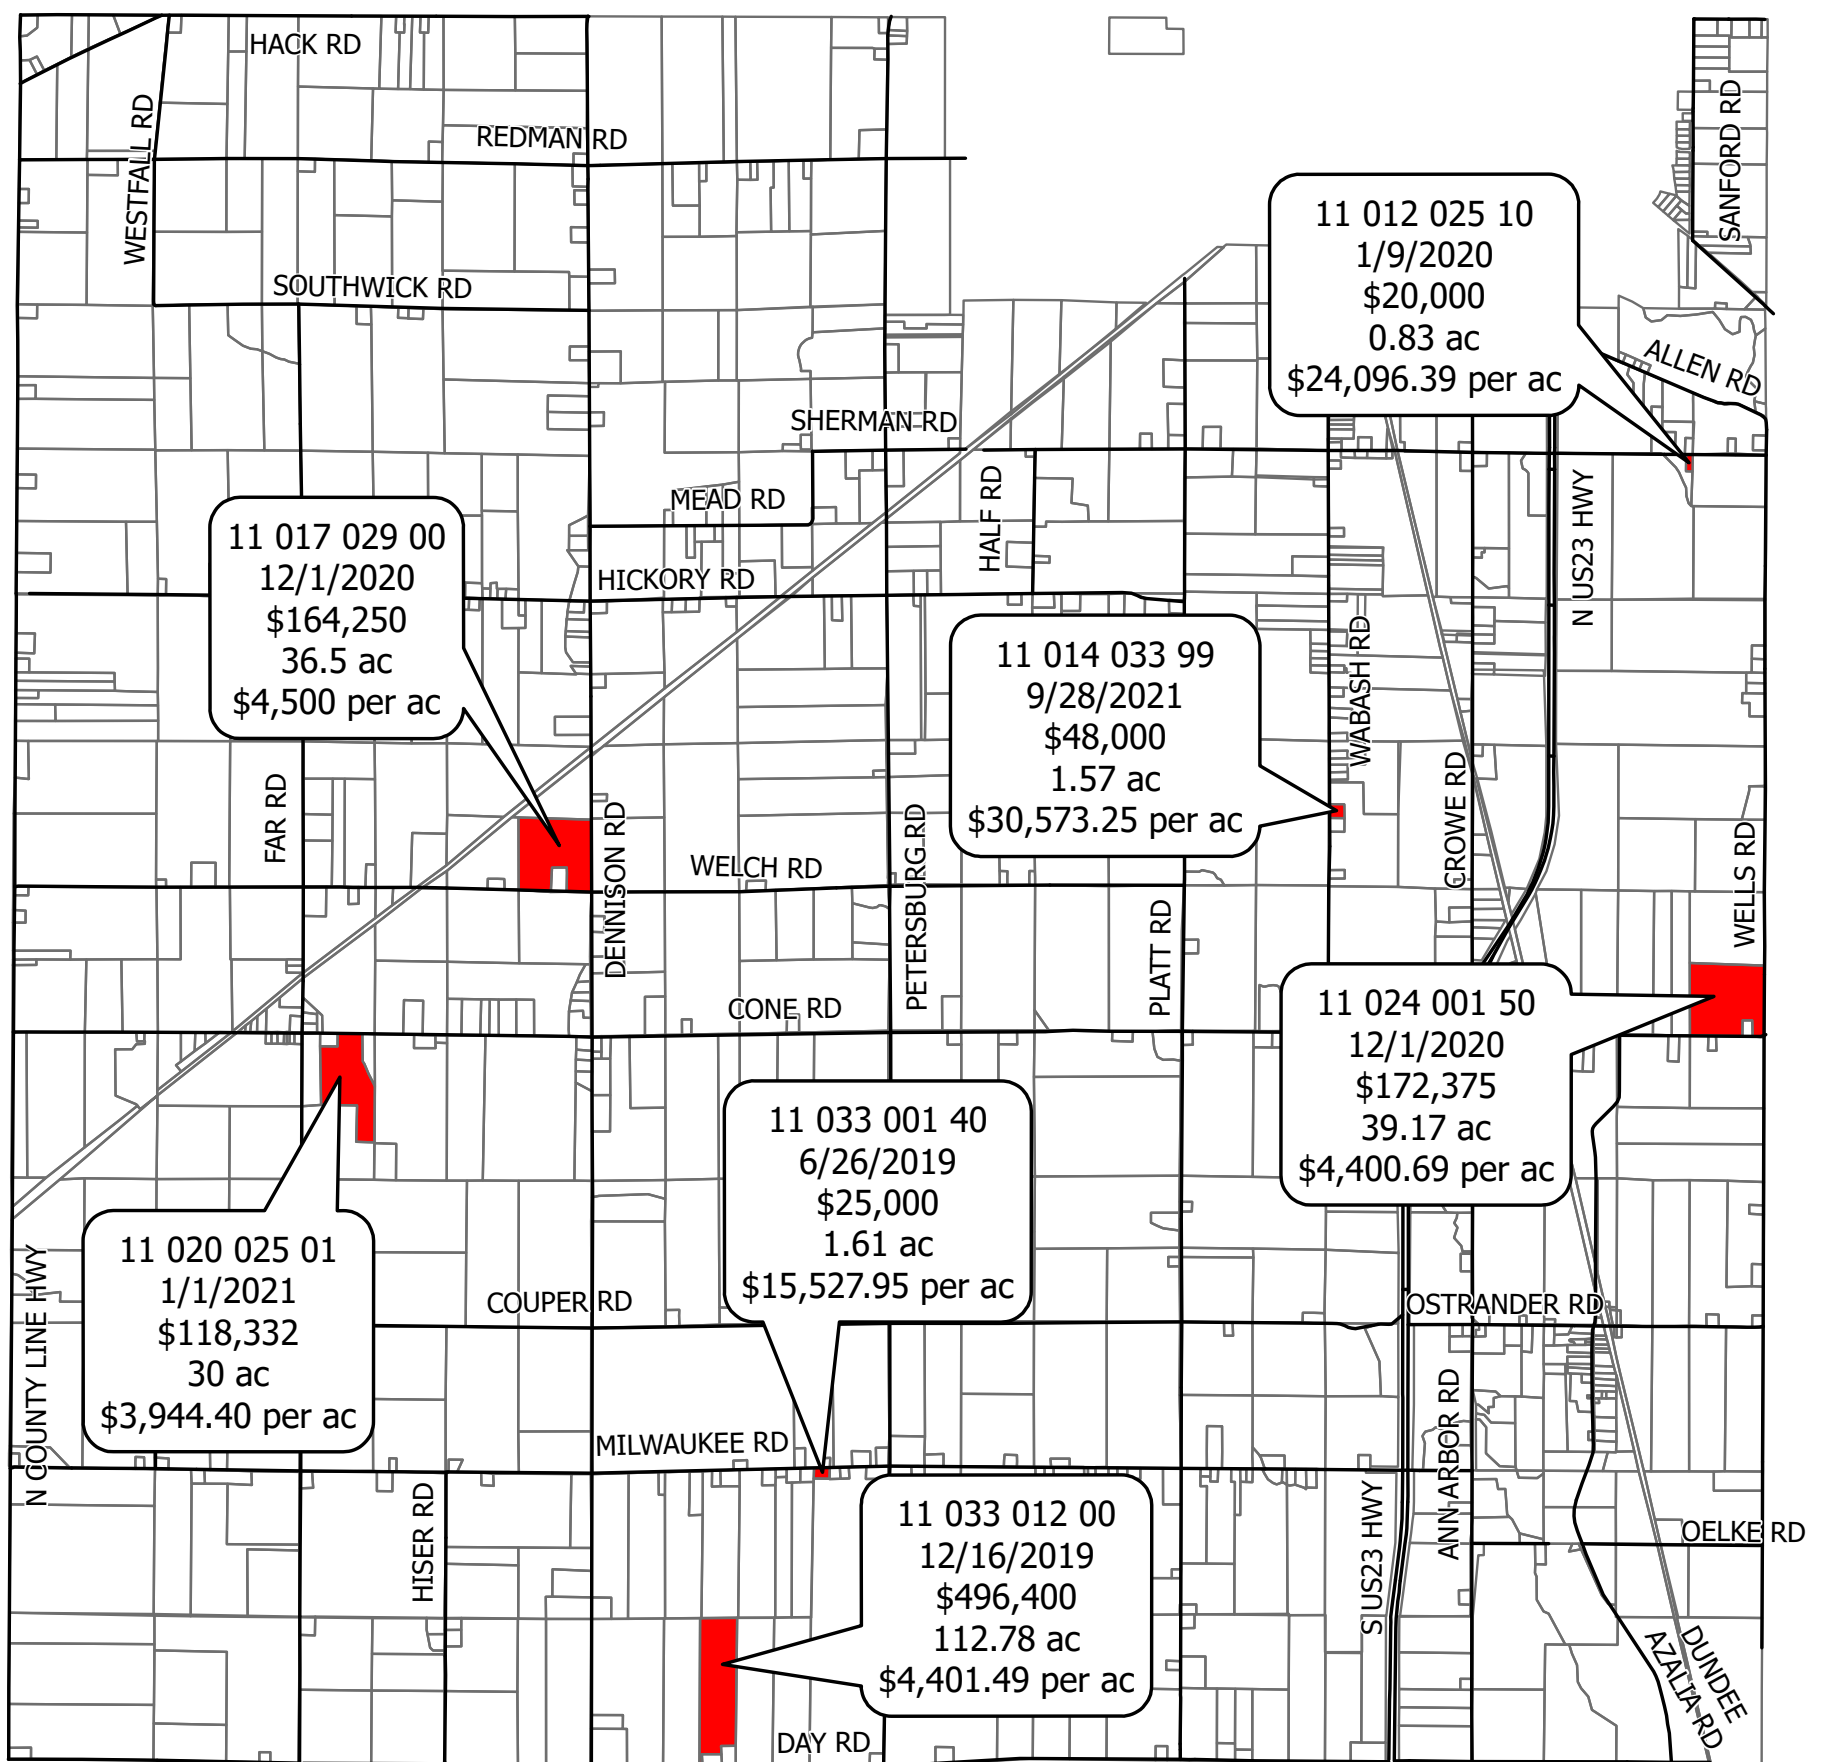 HACK RD
WESTFALL RD
REDMAN RD
SANFORD RD
SOUTHWICK RD
11 012 025 10
1/9/2020
$20,000
0.83 ac
$24,096.39 per ac
ALLEN RD
SHERMAN RD
MEAD RD
HALF RD
N US23 HWY
11 017 029 00
12/1/2020
$164,250
36.5 ac
$4,500 per ac
HICKORY RD
11 014 033 99
9/28/2021
$48,000
1.57 ac
$30,573.25 per ac
WABASH RD
FAR RD
DENNISON RD
WELCH RD
PETERSBURG RD
CROWE RD
WELLS RD
PLATT RD
CONE RD
11 024 001 50
12/1/2020
$172,375
39.17 ac
$4,400.69 per ac
11 033 001 40
6/26/2019
$25,000
1.61 ac
$15,527.95 per ac
11 020 025 01
1/1/2021
$118,332
30 ac
$3,944.40 per ac
N COUNTY LINE HWY
COUPER RD
OSTRANDER RD
MILWAUKEE RD
ANN ARBOR RD
HISER RD
S US23 HWY
11 033 012 00
12/16/2019
$496,400
112.78 ac
$4,401.49 per ac
OELKE RD
DAY RD
DUNDEE
AZALIA RD